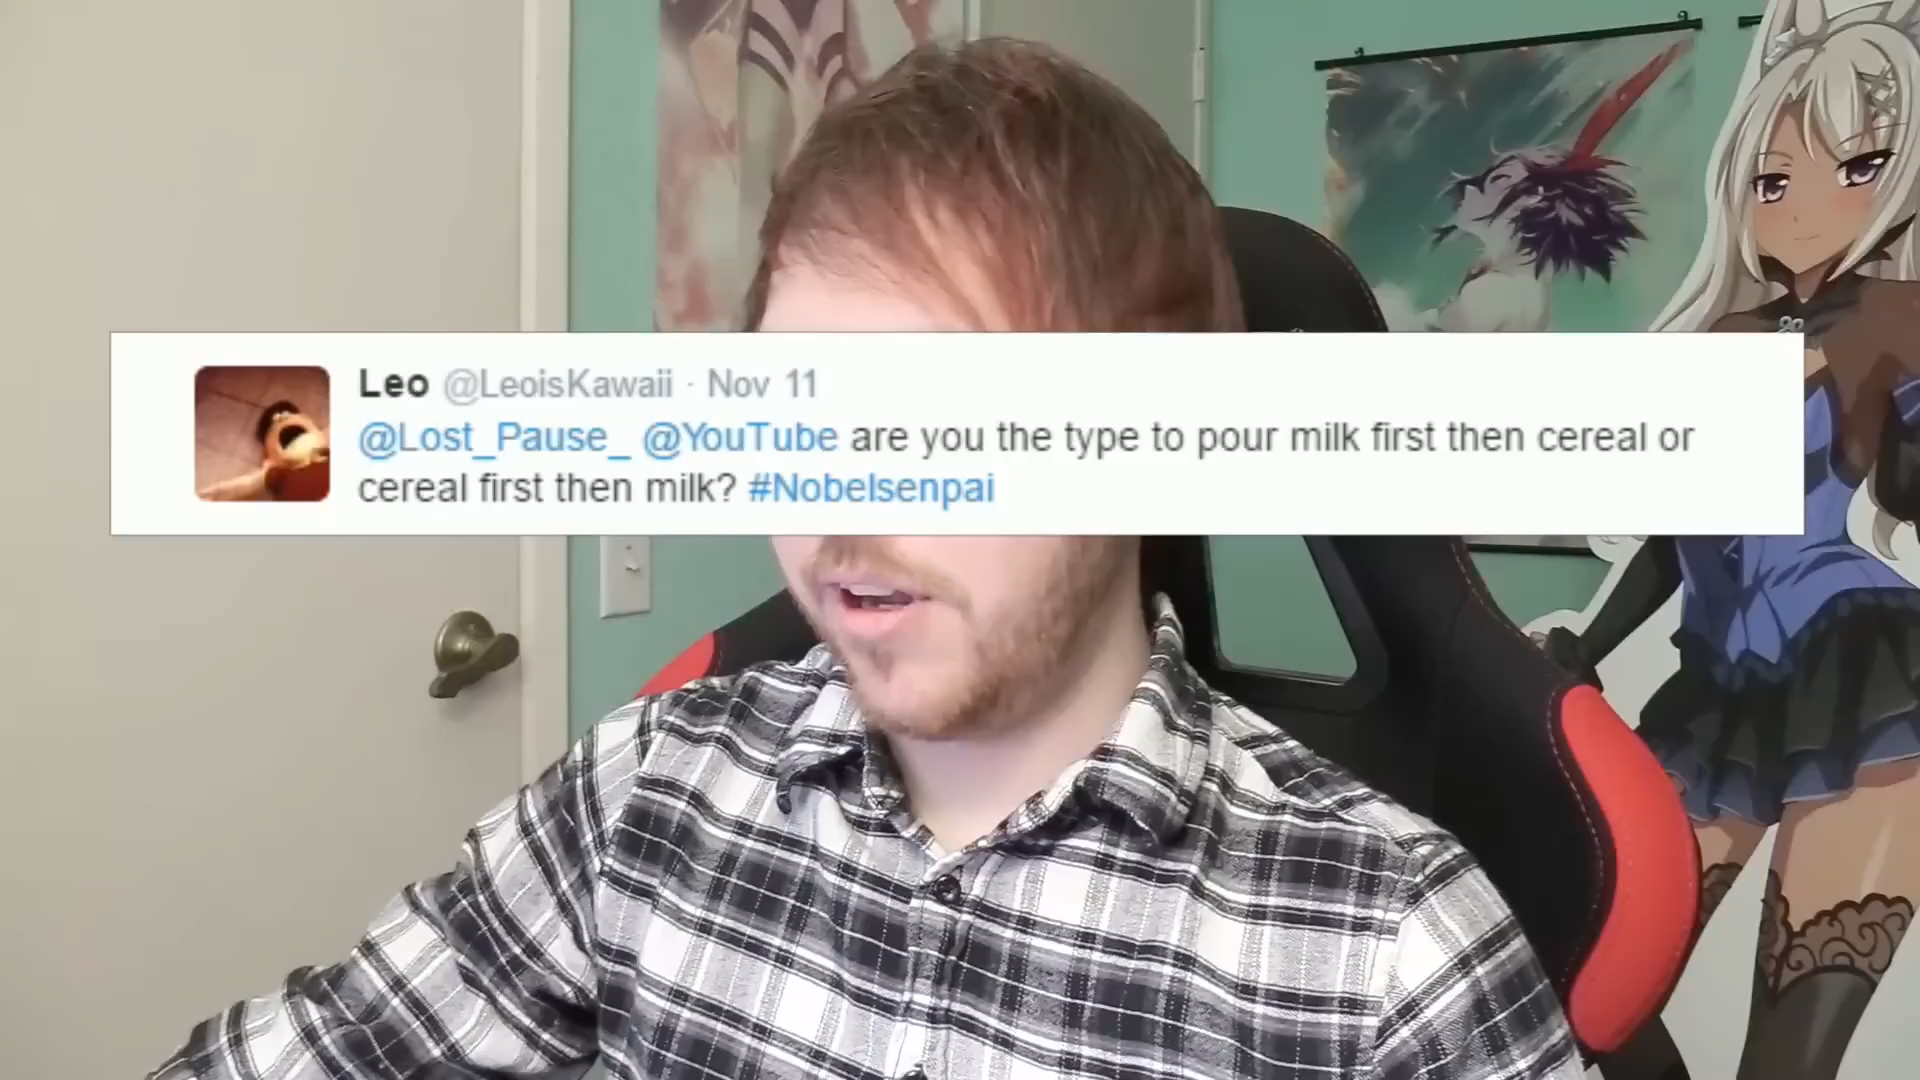 Leo @LeoisKawaii · Nov 11
@Lost_Pause_ @YouTube are you the type to pour milk first then cereal or
cereal first then milk? #Nobelsenpai